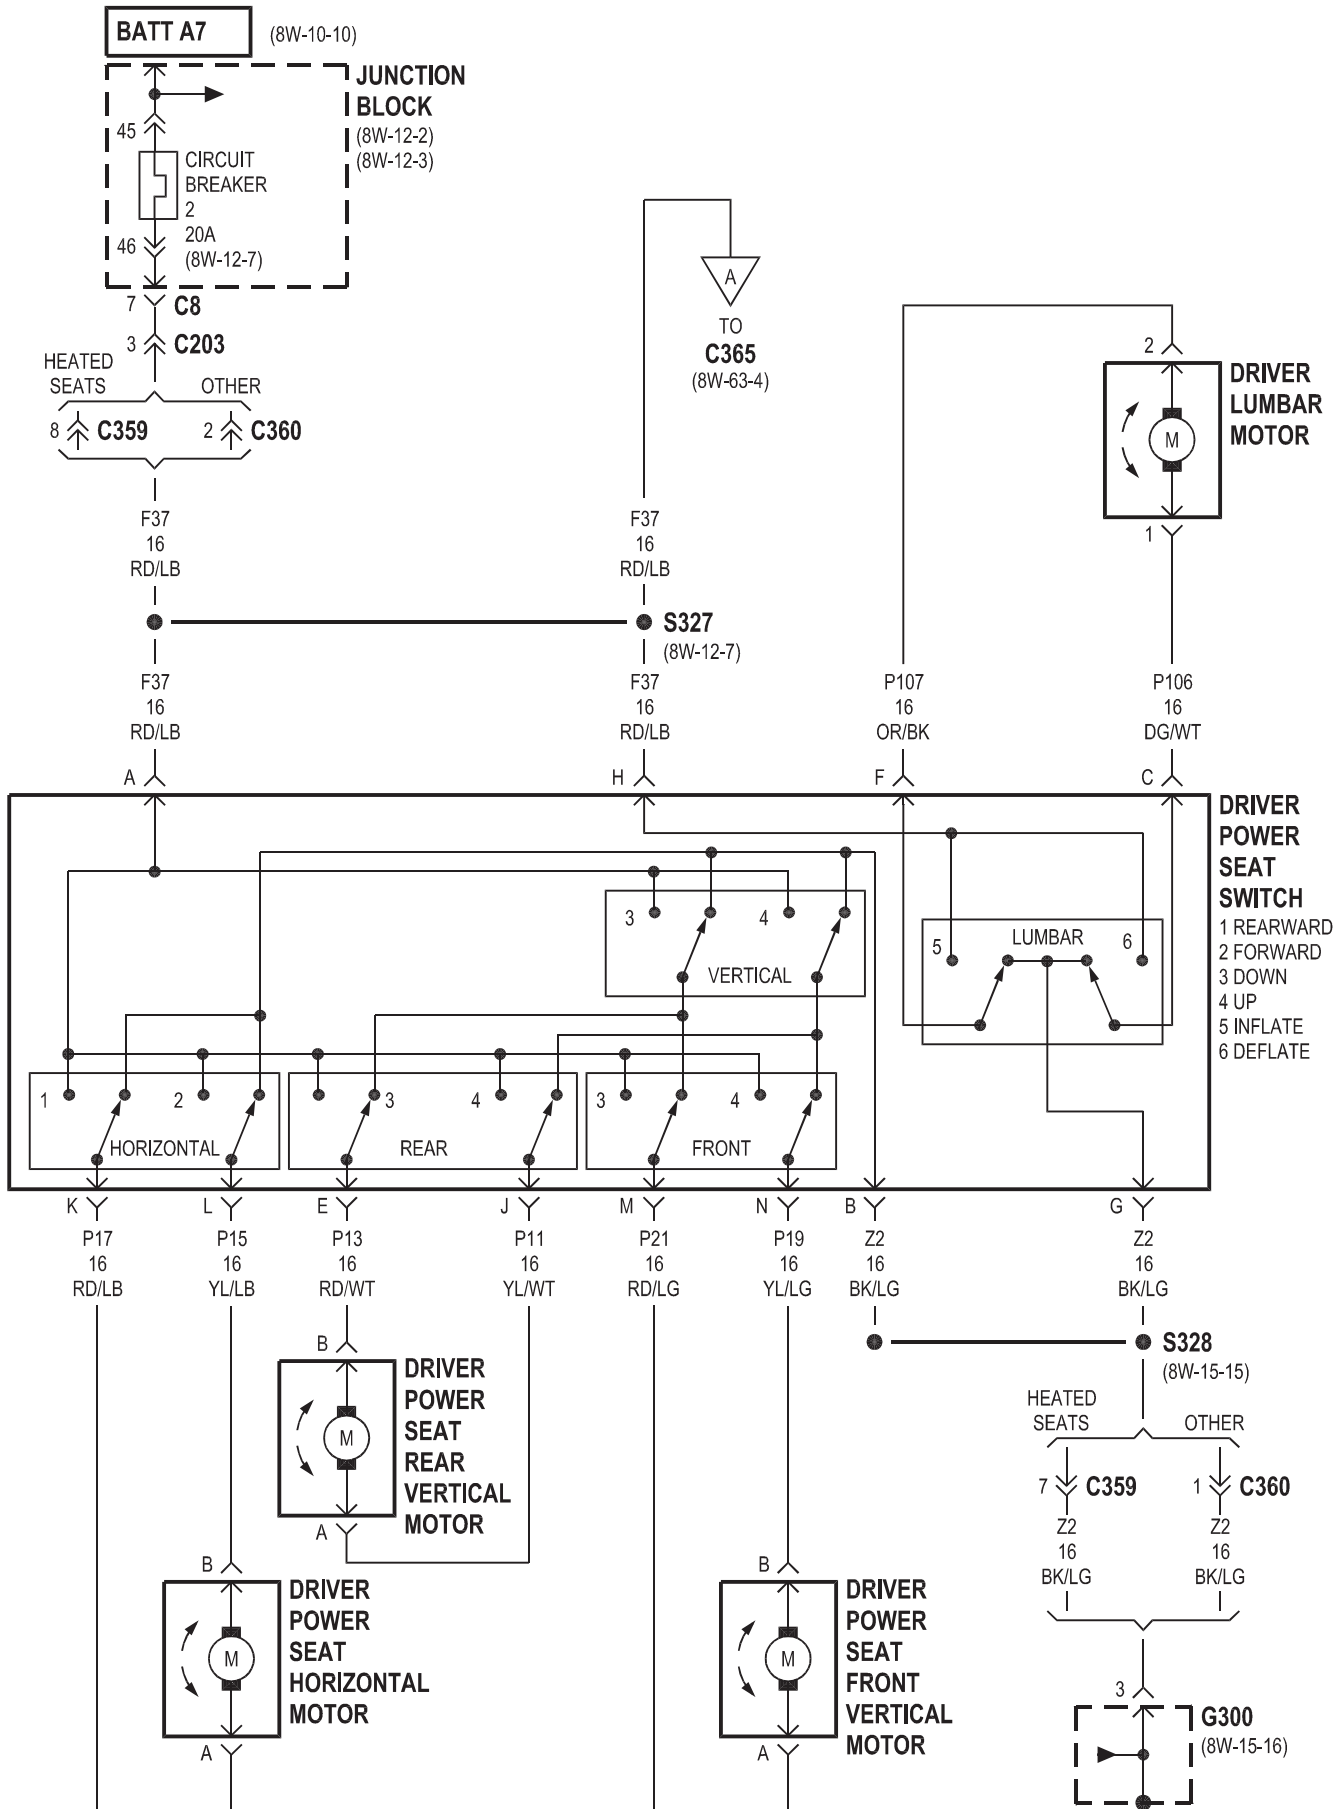 BATT A7
(8W-10-10)
JUNCTION
BLOCK
(8W-12-2)
(8W-12-3)
45
CIRCUIT
BREAKER
2
20A
(8W-12-7)
46
7
C8
3
C203
HEATED
SEATS
OTHER
8
C359
2
C360
F37
16
RD/LB
A
TO
C365
(8W-63-4)
F37
16
RD/LB
2
DRIVER
LUMBAR
MOTOR
M
1
S327
(8W-12-7)
F37
16
RD/LB
F37
16
RD/LB
P107
16
OR/BK
P106
16
DG/WT
A
H
F
C
DRIVER
POWER
SEAT
SWITCH
1 REARWARD
2 FORWARD
3 DOWN
4 UP
5 INFLATE
6 DEFLATE
3
4
VERTICAL
5
LUMBAR
6
1
2
HORIZONTAL
3
4
REAR
3
4
FRONT
K
L
E
J
M
N
B
G
P17
16
RD/LB
P15
16
YL/LB
P13
16
RD/WT
P11
16
YL/WT
P21
16
RD/LG
P19
16
YL/LG
Z2
16
BK/LG
Z2
16
BK/LG
S328
(8W-15-15)
B
M
A
DRIVER
POWER
SEAT
REAR
VERTICAL
MOTOR
HEATED
SEATS
OTHER
7
C359
1
C360
Z2
16
BK/LG
Z2
16
BK/LG
B
M
A
DRIVER
POWER
SEAT
HORIZONTAL
MOTOR
B
M
A
DRIVER
POWER
SEAT
FRONT
VERTICAL
MOTOR
3
G300
(8W-15-16)